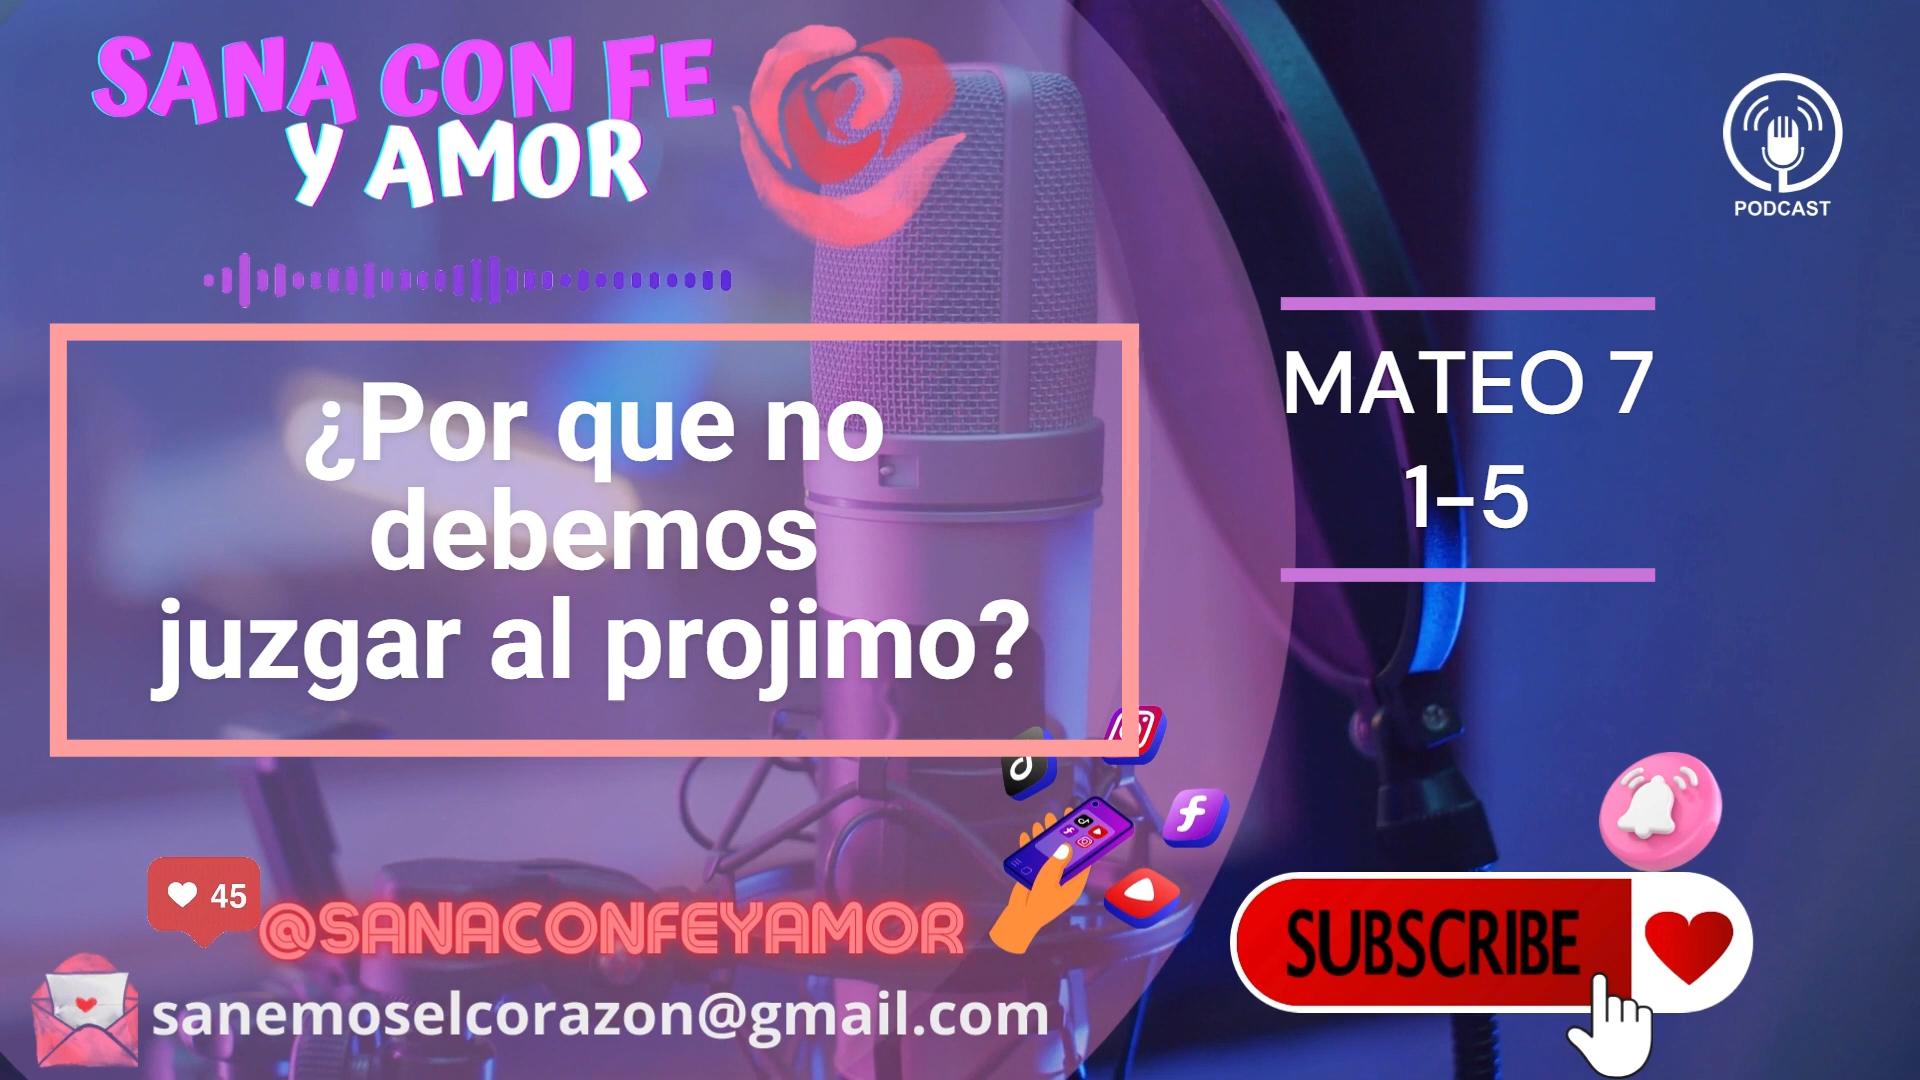 SANA CON FE
Y AMOR
PODCAST
¿Por que no
debemos
juzgar al projimo?
MATEO 7
1-5
45
@SANACONFEYAMOR
sanemoselcorazon@gmail.com
SUBSCRIBE